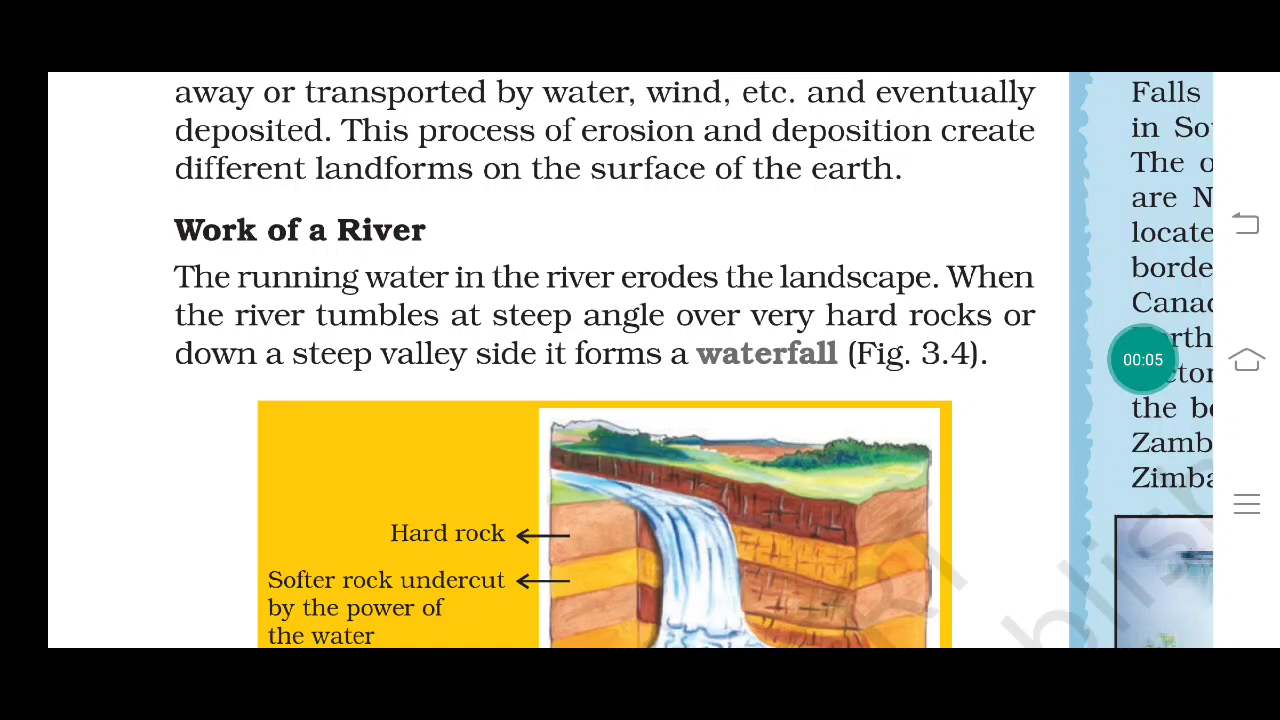 away or transported by water, wind, etc. and eventually
deposited. This process of erosion and deposition create
different landforms on the surface of the earth.
Work of a River
The running water in the river erodes the landscape. When
the river tumbles at steep angle over very hard rocks or
down a steep valley side it forms a waterfall (Fig. 3.4).
Hard rock
Softer rock undercut
by the power of
the water
Falls
in So
The o
are N
locate
borde
Canad
the be
Zamb
Zimba
00:05